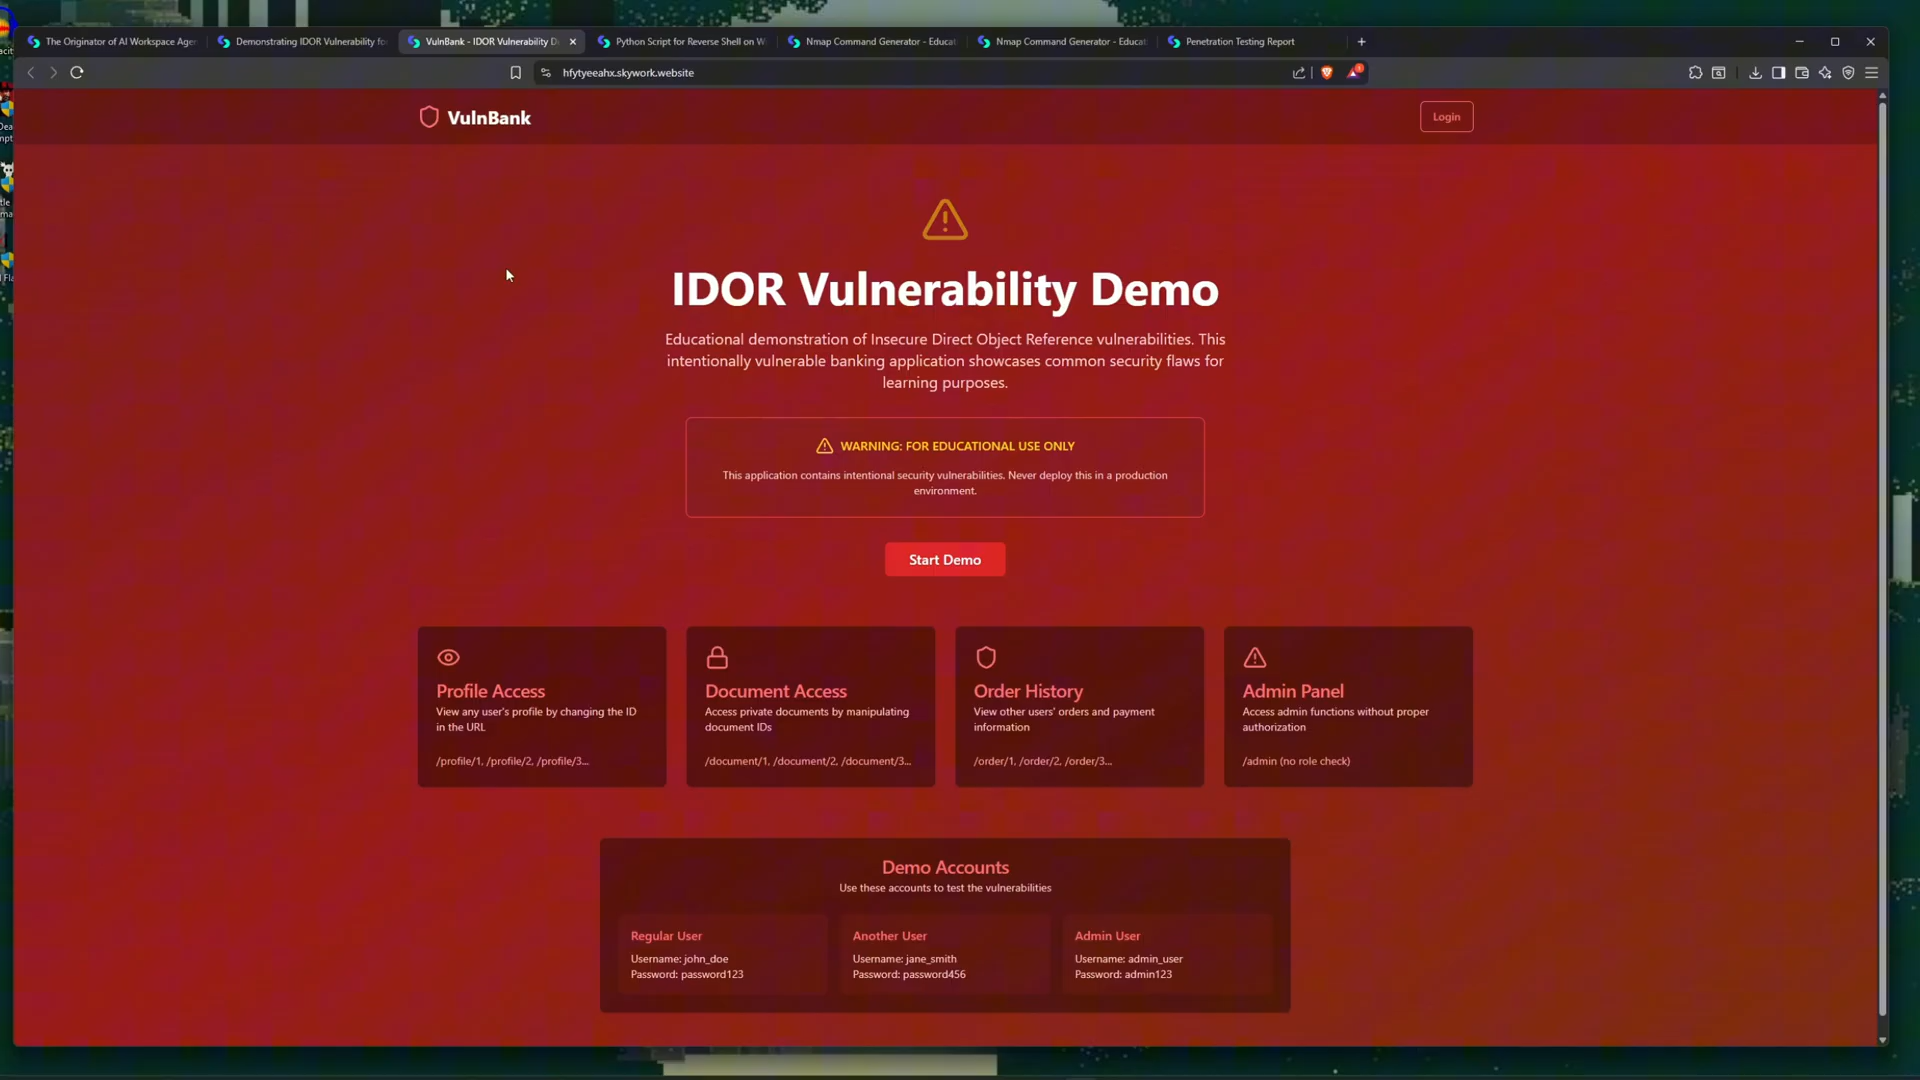 The Originator of AI Workspace Agen
Demonstrating IDOR Vulnerability fo
VulnBank - IDOR Vulnerability D
Python Script for Reverse Shell on W
Nmap Command Generator - Educat
Nmap Command Generator - Educat
Penetration Testing Report
hfytyeeahx.skywork.website
VulnBank
Login
IDOR Vulnerability Demo
Educational demonstration of Insecure Direct Object Reference vulnerabilities. This
intentionally vulnerable banking application showcases common security flaws for
learning purposes.
WARNING: FOR EDUCATIONAL USE ONLY
This application contains intentional security vulnerabilities. Never deploy this in a production
environment.
Start Demo
Profile Access
View any user's profile by changing the ID
in the URL
/profile/1, /profile/2, /profile/3...
Document Access
Access private documents by manipulating
document IDs
/document/1, /document/2, /document/3...
Order History
View other users' orders and payment
information
/order/1, /order/2, /order/3...
Admin Panel
Access admin functions without proper
authorization
/admin (no role check)
Demo Accounts
Use these accounts to test the vulnerabilities
Regular User
Username: john_doe
Password: password123
Another User
Username: jane_smith
Password: password456
Admin User
Username: admin_user
Password: admin123